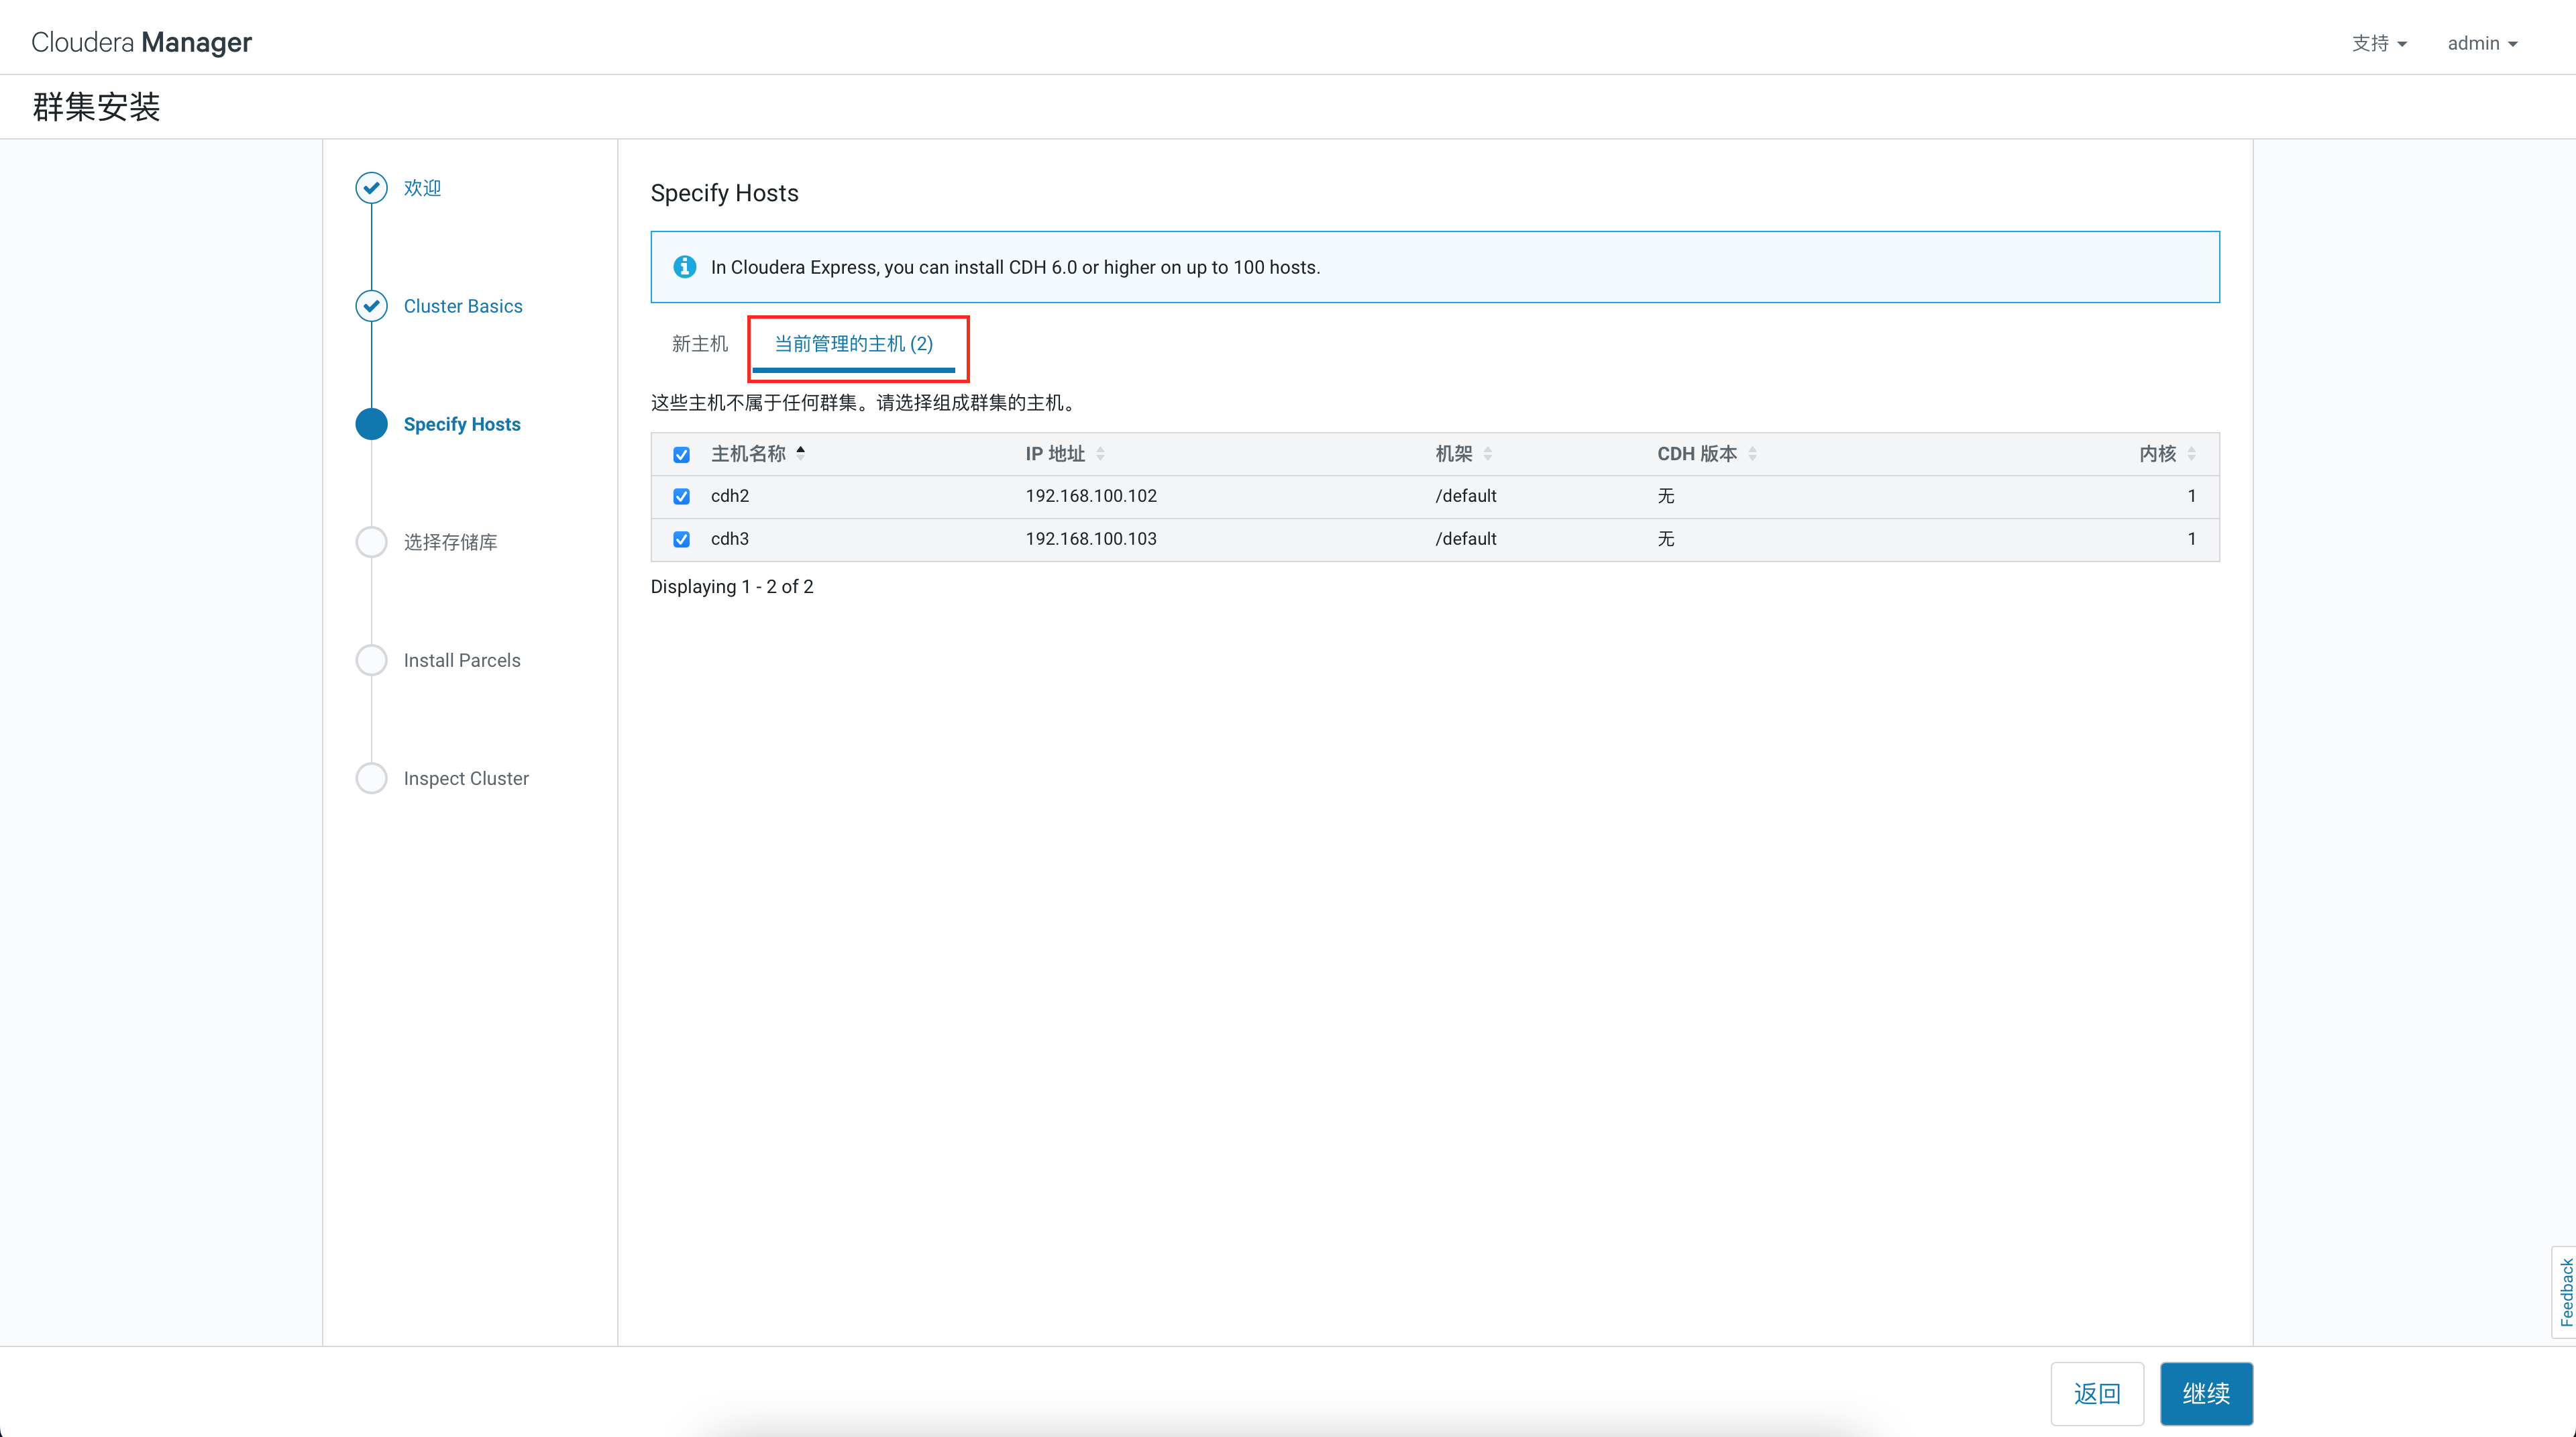 Cloudera Manager
支持
admin
群集安装
欢迎
Cluster Basics
Specify Hosts
选择存储库
Install Parcels
Inspect Cluster
Specify Hosts
In Cloudera Express, you can install CDH 6.0 or higher on up to 100 hosts.
新主机
当前管理的主机 (2)
这些主机不属于任何群集。请选择组成群集的主机。
主机名称 IP 地址 机架 CDH 版本 内核
cdh2 192.168.100.102 /default 无 1
cdh3 192.168.100.103 /default 无 1
Displaying 1 - 2 of 2
Feedback
返回
继续